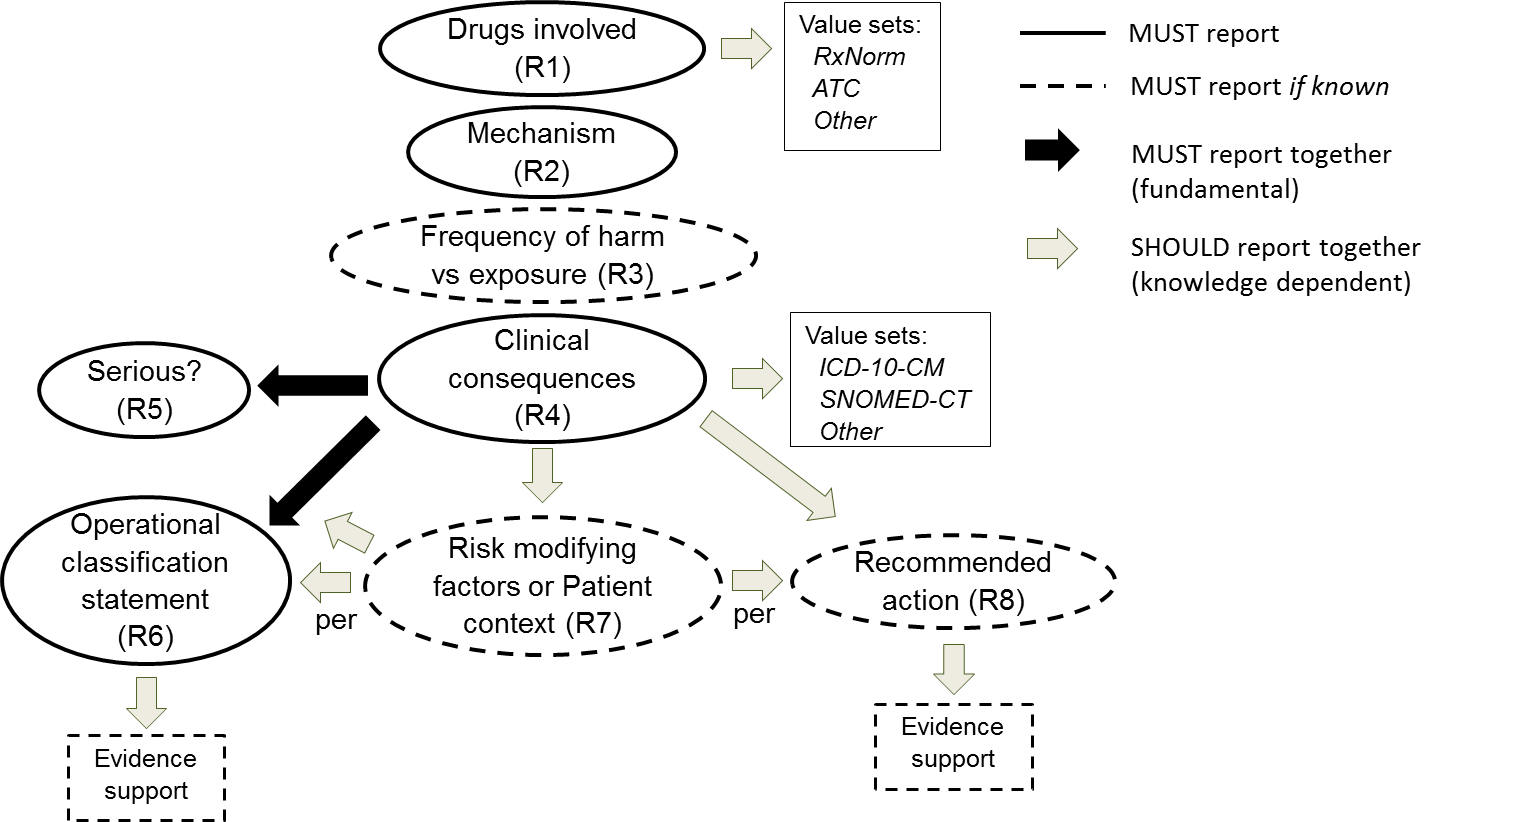 Drugs involved
(R1)
Value sets:
RxNorm
ATC
Other
MUST report
MUST report if known
MUST report together
(fundamental)
SHOULD report together
(knowledge dependent)
Mechanism
(R2)
Frequency of harm
vs exposure (R3)
Clinical
consequences
(R4)
Value sets:
ICD-10-CM
SNOMED-CT
Other
Serious?
(R5)
Operational
classification
statement
(R6)
per
Risk modifying
factors or Patient
context (R7)
per
Recommended
action (R8)
Evidence
support
Evidence
support